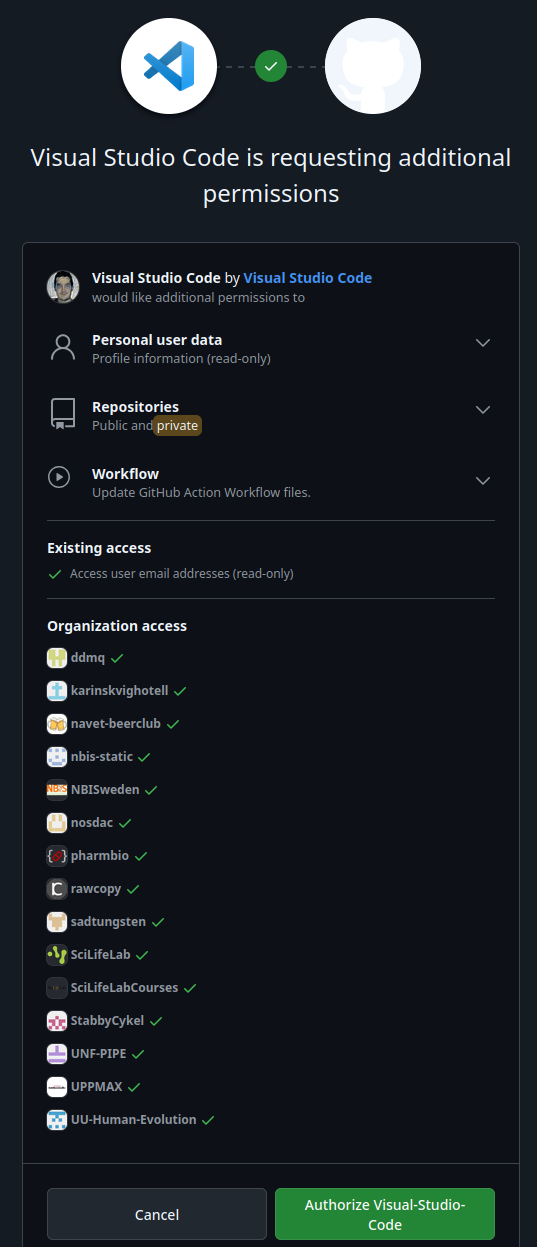 Visual Studio Code is requesting additional
permissions
Visual Studio Code by Visual Studio Code
would like additional permissions to
Personal user data
Profile information (read-only)
Repositories
Public and private
Workflow
Update GitHub Action Workflow files.
Existing access
Access user email addresses (read-only)
Organization access
ddmq
karinskvighotell
navet-beerclub
nbis-static
NBISweden
nosdac
pharmbio
rawcopy
sadtungsten
SciLifeLab
SciLifeLabCourses
StabbyCykel
UNF-PIPE
UPPMAX
UU-Human-Evolution
Cancel
Authorize Visual-Studio-
Code